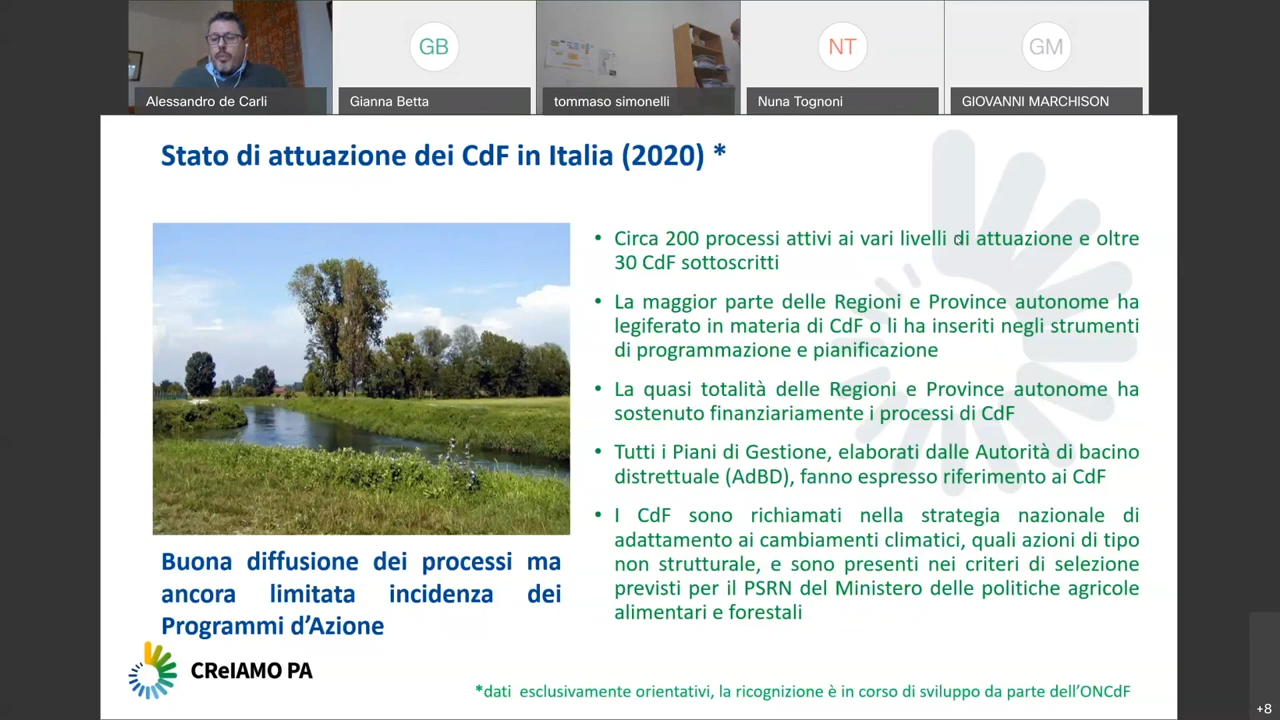 GB
NT
GM
Alessandro de Carli
Gianna Betta
tommaso simonelli
Nuna Tognoni
GIOVANNI MARCHISON
Stato di attuazione dei CdF in Italia (2020) *
• Circa 200 processi attivi ai vari livelli di attuazione e oltre
30 CdF sottoscritti
• La maggior parte delle Regioni e Province autonome ha
legiferato in materia di CdF o li ha inseriti negli strumenti
di programmazione e pianificazione
• La quasi totalità delle Regioni e Province autonome ha
sostenuto finanziariamente i processi di CdF
• Tutti i Piani di Gestione, elaborati dalle Autorità di bacino
distrettuale (AdBD), fanno espresso riferimento ai CdF
• I CdF sono richiamati nella strategia nazionale di
adattamento ai cambiamenti climatici, quali azioni di tipo
non strutturale, e sono presenti nei criteri di selezione
previsti per il PSRN del Ministero delle politiche agricole
alimentari e forestali
Buona diffusione dei processi ma
ancora limitata incidenza dei
Programmi d’Azione
CReIAMO PA
*dati esclusivamente orientativi, la ricognizione è in corso di sviluppo da parte dell’ONCdF
+8